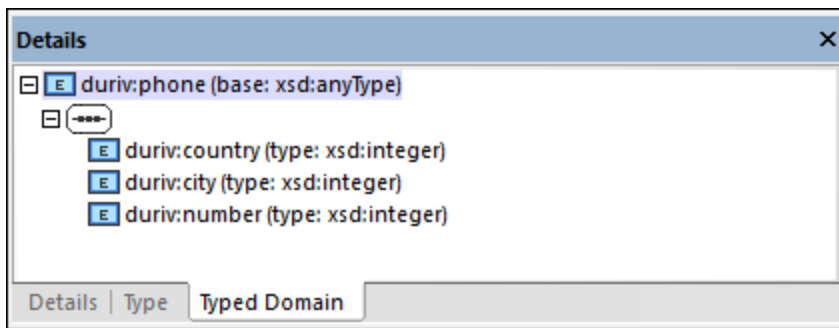 Details
E duriv:phone (base: xsd:anyType)
E duriv:country (type: xsd:integer)
E duriv:city (type: xsd:integer)
E duriv:number (type: xsd:integer)
Details | Type Typed Domain